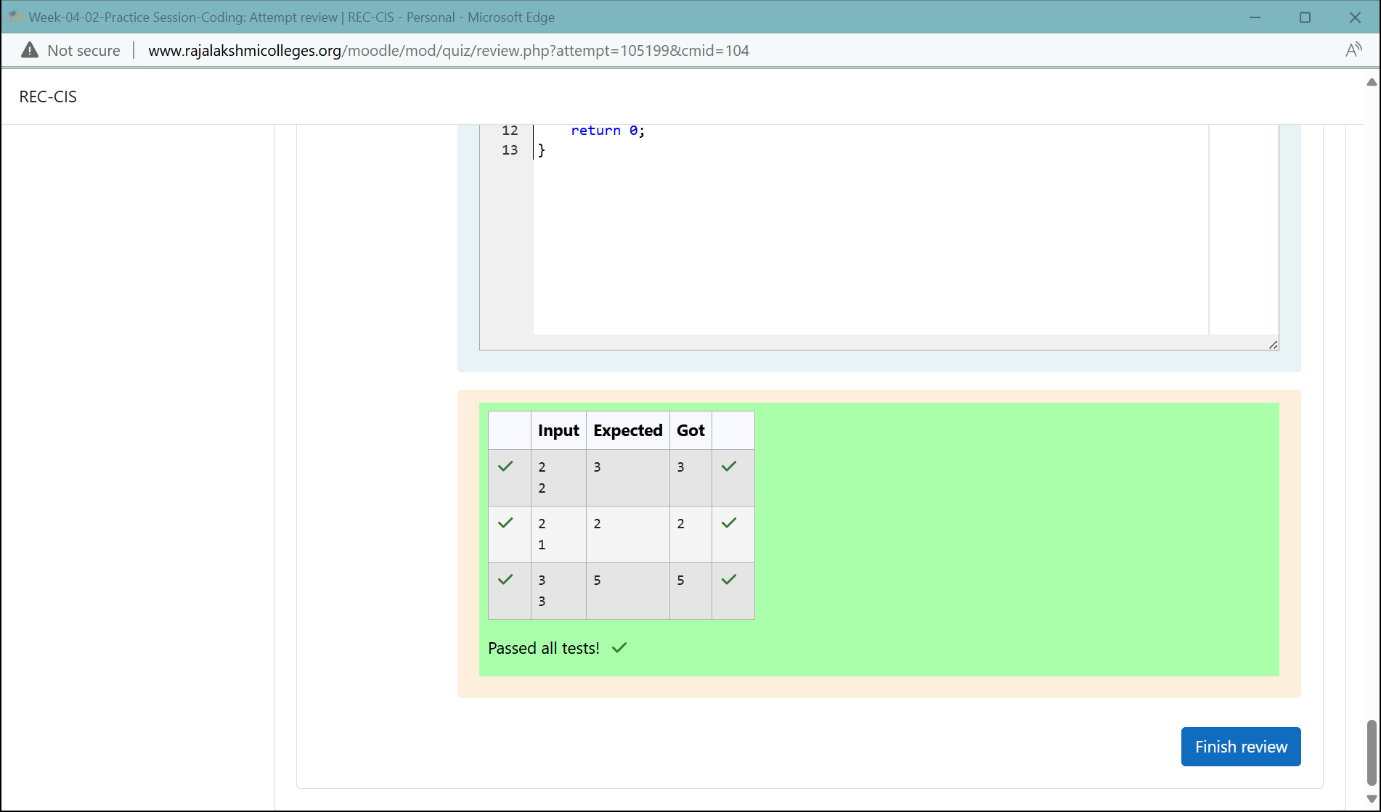 Week-04-02-Practice Session-Coding: Attempt review | REC-CIS - Personal - Microsoft Edge
Not secure | www.rajalakshmicolleges.org/moodle/mod/quiz/review.php?attempt=105199&cmid=104
REC-CIS
12 return 0;
13 }
Input Expected Got
2 3 3
2
2 2 2
1
3 5 5
3
Passed all tests!
Finish review